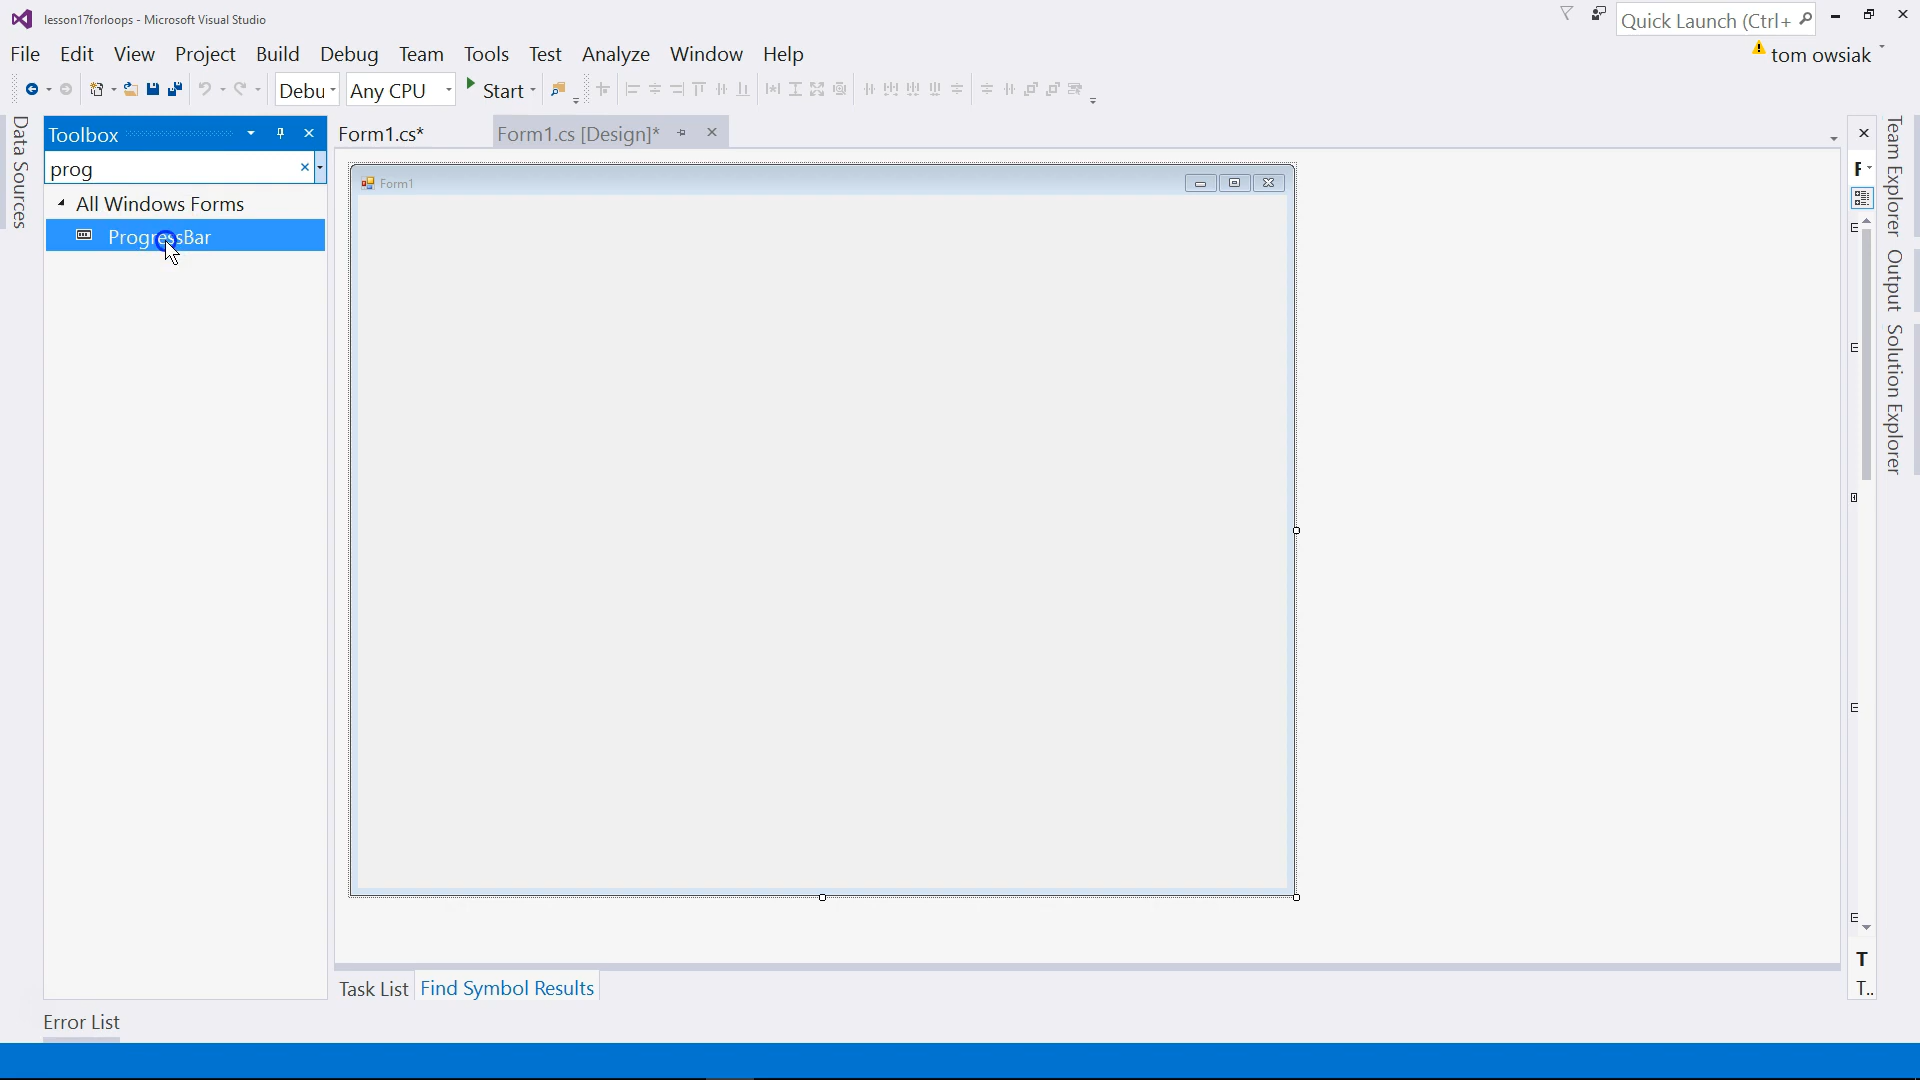 lesson17forloops - Microsoft Visual Studio
Quick Launch (Ctrl+
File Edit View Project Build Debug Team Tools Test Analyze Window Help
tom owsiak
Debu Any CPU Start
Data Sources
Toolbox
prog
All Windows Forms
ProgressBar
Form1.cs* Form1.cs [Design]*
Form1
Team Explorer
Output
Solution Explorer
T
T..
Task List Find Symbol Results
Error List